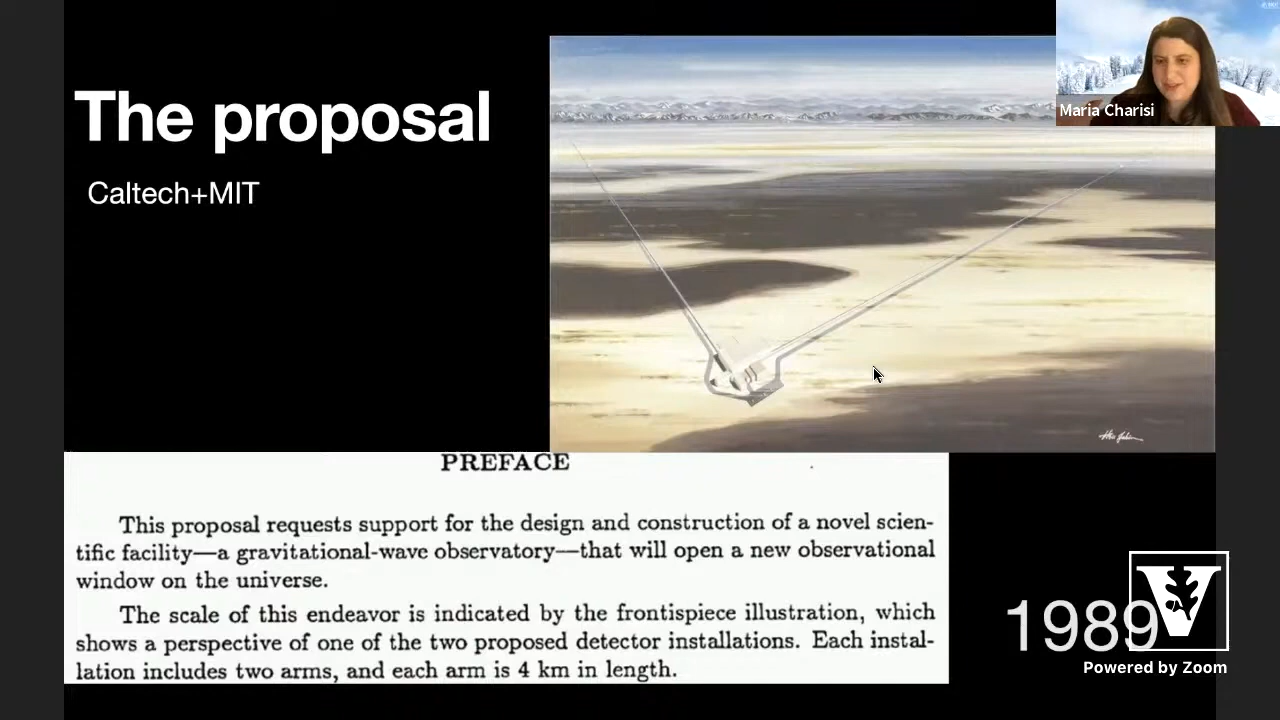 The proposal
Caltech+MIT
Maria Charisi
PREFACE
This proposal requests support for the design and construction of a novel scien-
tific facility—a gravitational-wave observatory—that will open a new observational
window on the universe.
The scale of this endeavor is indicated by the frontispiece illustration, which
shows a perspective of one of the two proposed detector installations. Each instal-
lation includes two arms, and each arm is 4 km in length.
1989
V
Powered by Zoom